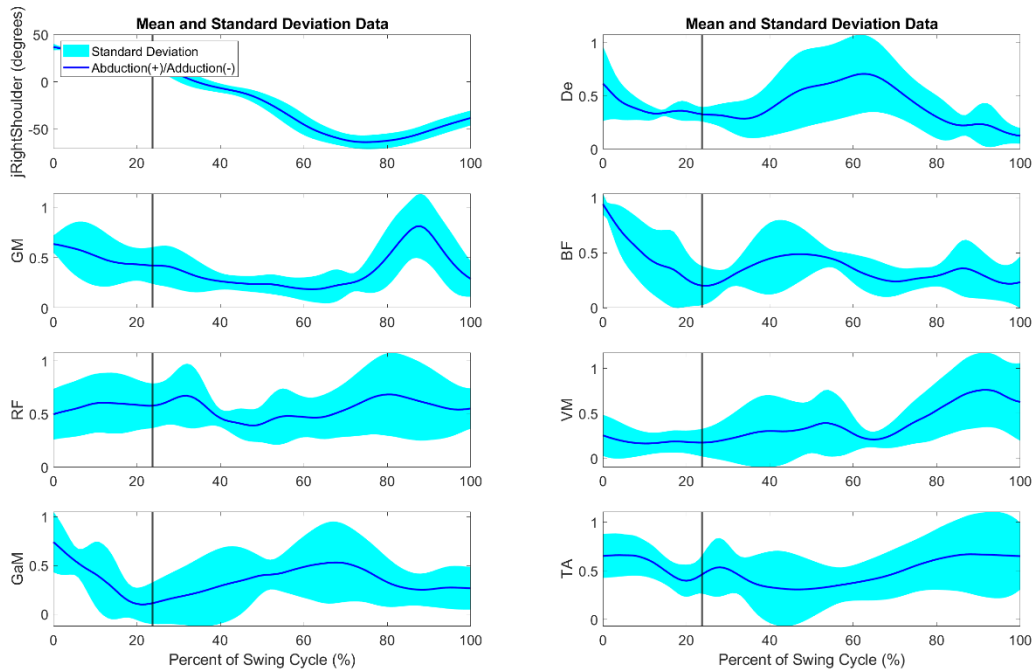 Mean and Standard Deviation Data
jRightShoulder (degrees)
50
0
-50
Standard Deviation
Abduction(+)/Adduction(-)
0 20 40 60 80 100
Mean and Standard Deviation Data
De
1
0.5
0
0 20 40 60 80 100
GM
1
0.5
0
0 20 40 60 80 100
BF
1
0.5
0
0 20 40 60 80 100
RF
1
0.5
0
0 20 40 60 80 100
VM
1
0.5
0
0 20 40 60 80 100
GaM
1
0.5
0
0 20 40 60 80 100
Percent of Swing Cycle (%)
TA
1
0.5
0
0 20 40 60 80 100
Percent of Swing Cycle (%)